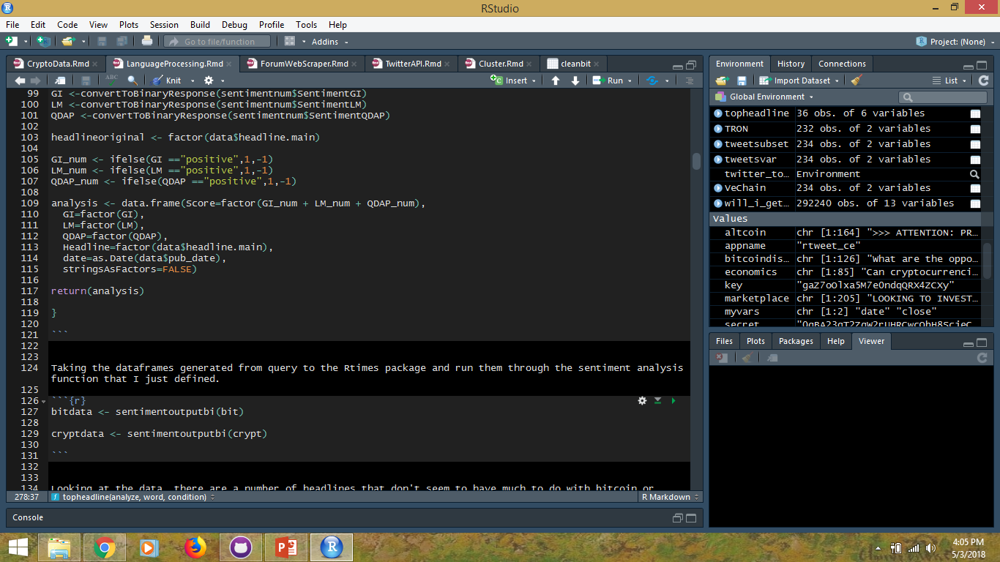 RStudio
File Edit Code View Plots Session Build Debug Profile Tools Help
Go to file/function Addins Project: (None)
CryptoData.Rmd LanguageProcessing.Rmd ForumWebScraper.Rmd TwitterAPI.Rmd Cluster.Rmd cleanbit
ABC Knit Insert Run
99 GI <-convertToBinaryResponse(sentimentnum$SentimentGI)
100 LM <-convertToBinaryResponse(sentimentnum$SentimentLM)
101 QDAP <-convertToBinaryResponse(sentimentnum$SentimentQDAP)
102
103 headlineoriginal <- factor(data$headline.main)
104
105 GI_num <- ifelse(GI =="positive",1,-1)
106 LM_num <- ifelse(LM =="positive",1,-1)
107 QDAP_num <- ifelse(QDAP =="positive",1,-1)
108
109 analysis <- data.frame(Score=factor(GI_num + LM_num + QDAP_num),
110 GI=factor(GI),
111 LM=factor(LM),
112 QDAP=factor(QDAP),
113 Headline=factor(data$headline.main),
114 date=as.Date(data$pub_date),
115 stringsAsFactors=FALSE)
116
117 return(analysis)
118
119 }
120
121 ```
122
123
124 Taking the dataframes generated from query to the Rtimes package and run them through the sentiment analysis
function that I just defined.
125
126 ```{r}
127 bitdata <- sentimentoutputbi(bit)
128
129 cryptdata <- sentimentoutputbi(crypt)
130
131 ```
132
133
134 Looking at the data, there are a number of headlines that don't seem to have much to do with bitcoin or
278:37 topheadline(analyze, word, condition) R Markdown
Console
Environment History Connections
Import Dataset List
Global Environment
topheadline 36 obs. of 6 variables
TRON 232 obs. of 2 variables
tweetsubset 234 obs. of 2 variables
tweetsvar 234 obs. of 2 variables
twitter_to… Environment
VeChain 234 obs. of 2 variables
will_i_get… 292240 obs. of 13 variables
Values
altcoin chr [1:164] ">>> ATTENTION: PR…
appname "rtweet_ce"
bitcoindis… chr [1:126] "What are the oppo…
economics chr [1:85] "Can cryptocurrenci…
key "gaZ7oOlxa5M7eOndqQRX4ZCXy"
marketplace chr [1:205] "LOOKING TO INVEST…
myvars chr [1:2] "date" "close"
secret
Files Plots Packages Help Viewer
4:05 PM
5/3/2018